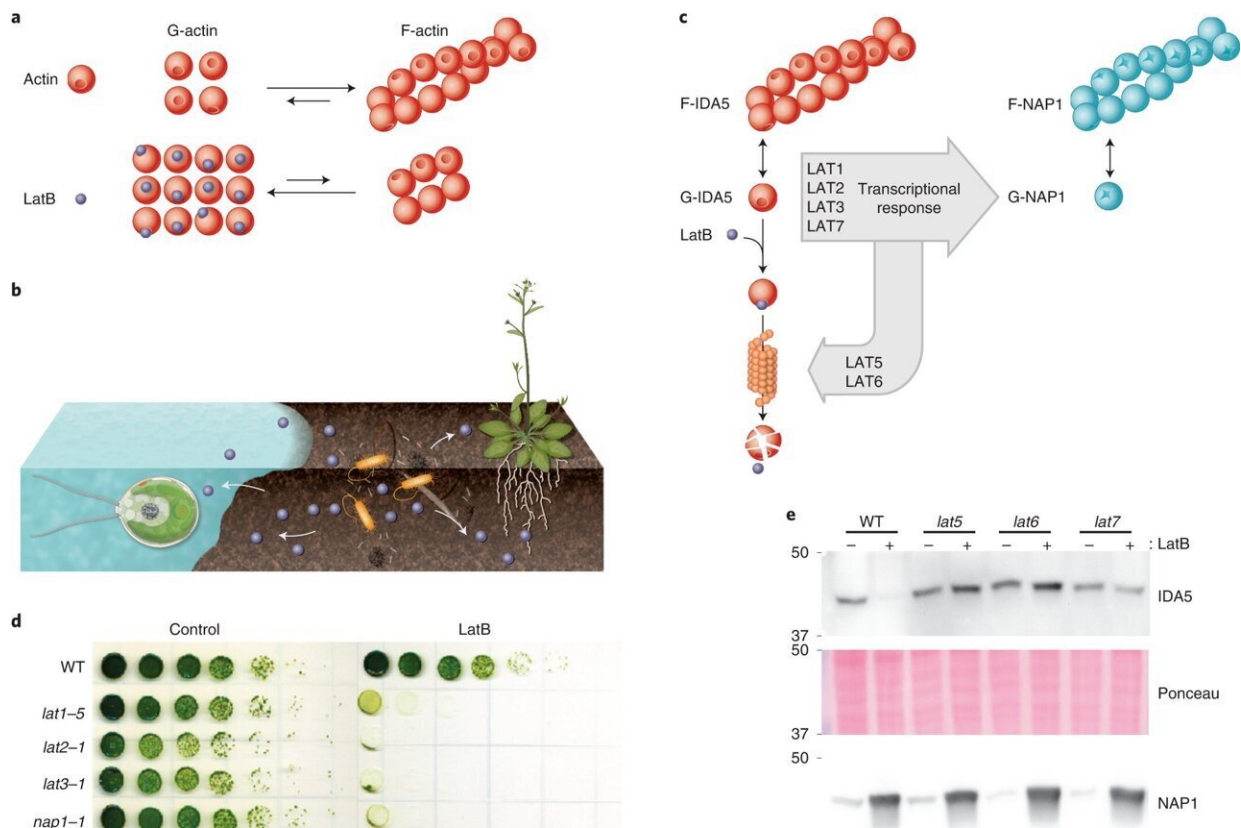 a
G-actin
F-actin
Actin
LatB
b
c
F-IDA5
F-NAP1
LAT1
LAT2
LAT3
LAT7
Transcriptional
response
G-IDA5
G-NAP1
LatB
LAT5
LAT6
d
Control
LatB
WT
lat1–5
lat2–1
lat3–1
nap1–1
e
WT
lat5
lat6
lat7
– + – + – + – + : LatB
50
IDA5
37
50
Ponceau
37
50
NAP1